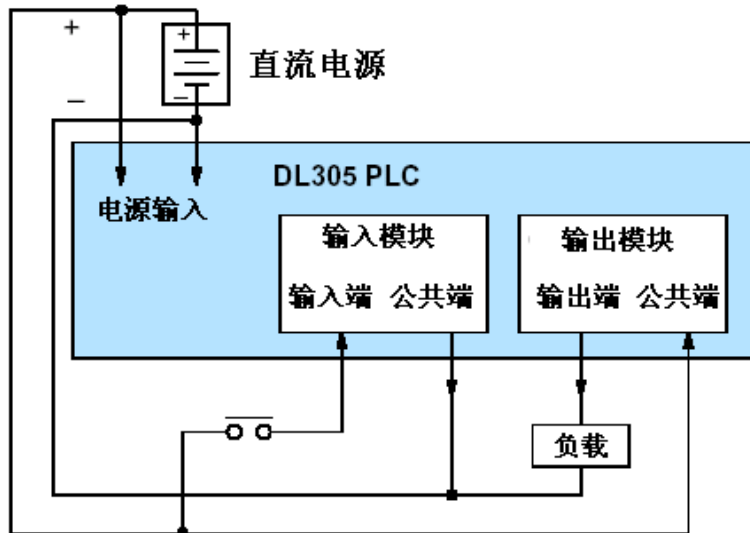 +
+
直流电源
−
−
DL305 PLC
电源输入
输入模块
输出模块
输入端 公共端
输出端 公共端
负载